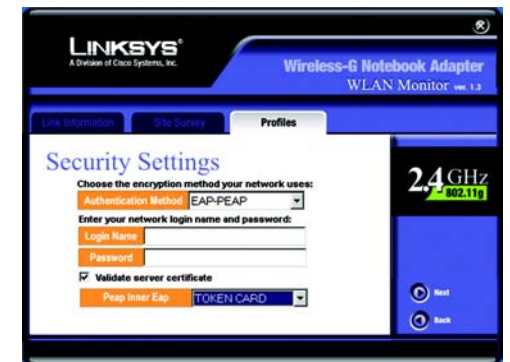 LINKSYS®
A Division of Cisco Systems, Inc.
Wireless-G Notebook Adapter
WLAN Monitor ver. 1.3
Link Information
Site Survey
Profiles
Security Settings
Choose the encryption method your network uses:
Authentication Method EAP-PEAP
Enter your network login name and password:
Login Name
Password
Validate server certificate
Peap Inner Eap TOKEN CARD
2.4 GHz
802.11g
Next
Back